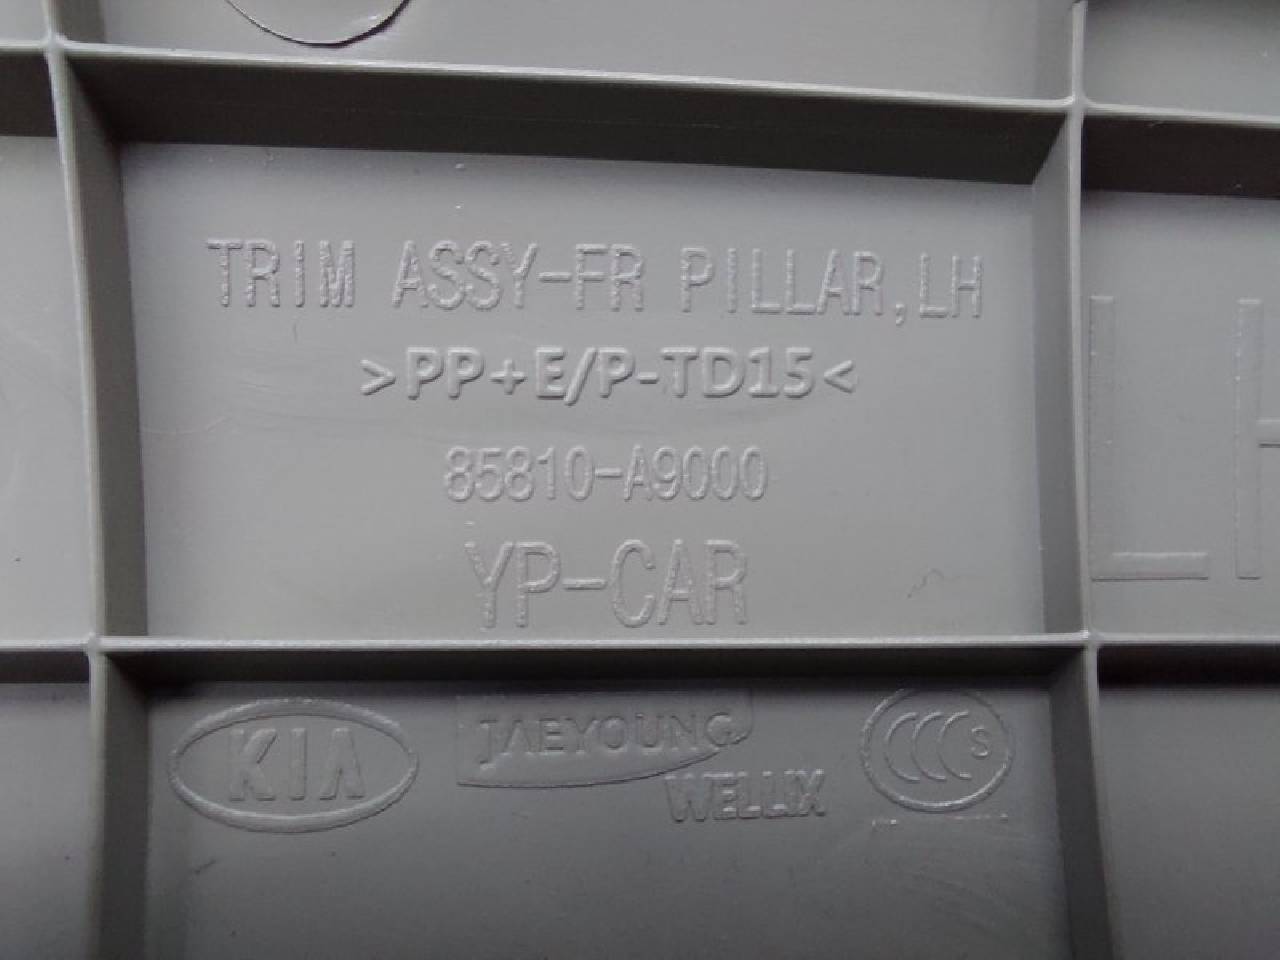 TRIM ASSY-FR PILLAR, LH
>PP+E/P-TD15<
85810-A9000
YP-CAR
LH
KIA
JAEYOUNG
WELLIX
CCC S